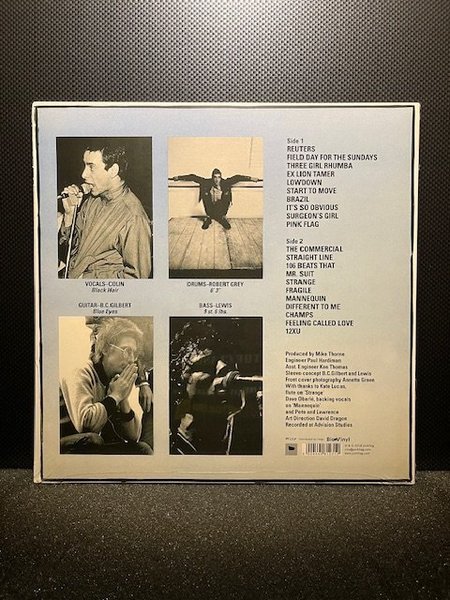 VOCALS-COLIN
Black Hair
DRUMS-ROBERT GREY
6' 3"
GUITAR-B.C.GILBERT
Blue Eyes
BASS-LEWIS
9 st. 6 lbs.
Side 1
REUTERS
FIELD DAY FOR THE SUNDAYS
THREE GIRL RHUMBA
EX LION TAMER
LOWDOWN
START TO MOVE
BRAZIL
IT'S SO OBVIOUS
SURGEON'S GIRL
PINK FLAG
Side 2
THE COMMERCIAL
STRAIGHT LINE
106 BEATS THAT
MR. SUIT
STRANGE
FRAGILE
MANNEQUIN
DIFFERENT TO ME
CHAMPS
FEELING CALLED LOVE
12XU
Produced by Mike Thorne
Engineer Paul Hardiman
Asst. Engineer Ken Thomas
Sleeve concept B.C.Gilbert and Lewis
Front cover photography Annette Green
With thanks to Kate Lucas,
flute on 'Strange'
Dave Oberlé, backing vocals
on 'Mannequin'
and Pete and Lawrence
Art Direction David Dragon
Recorded at Advision Studios